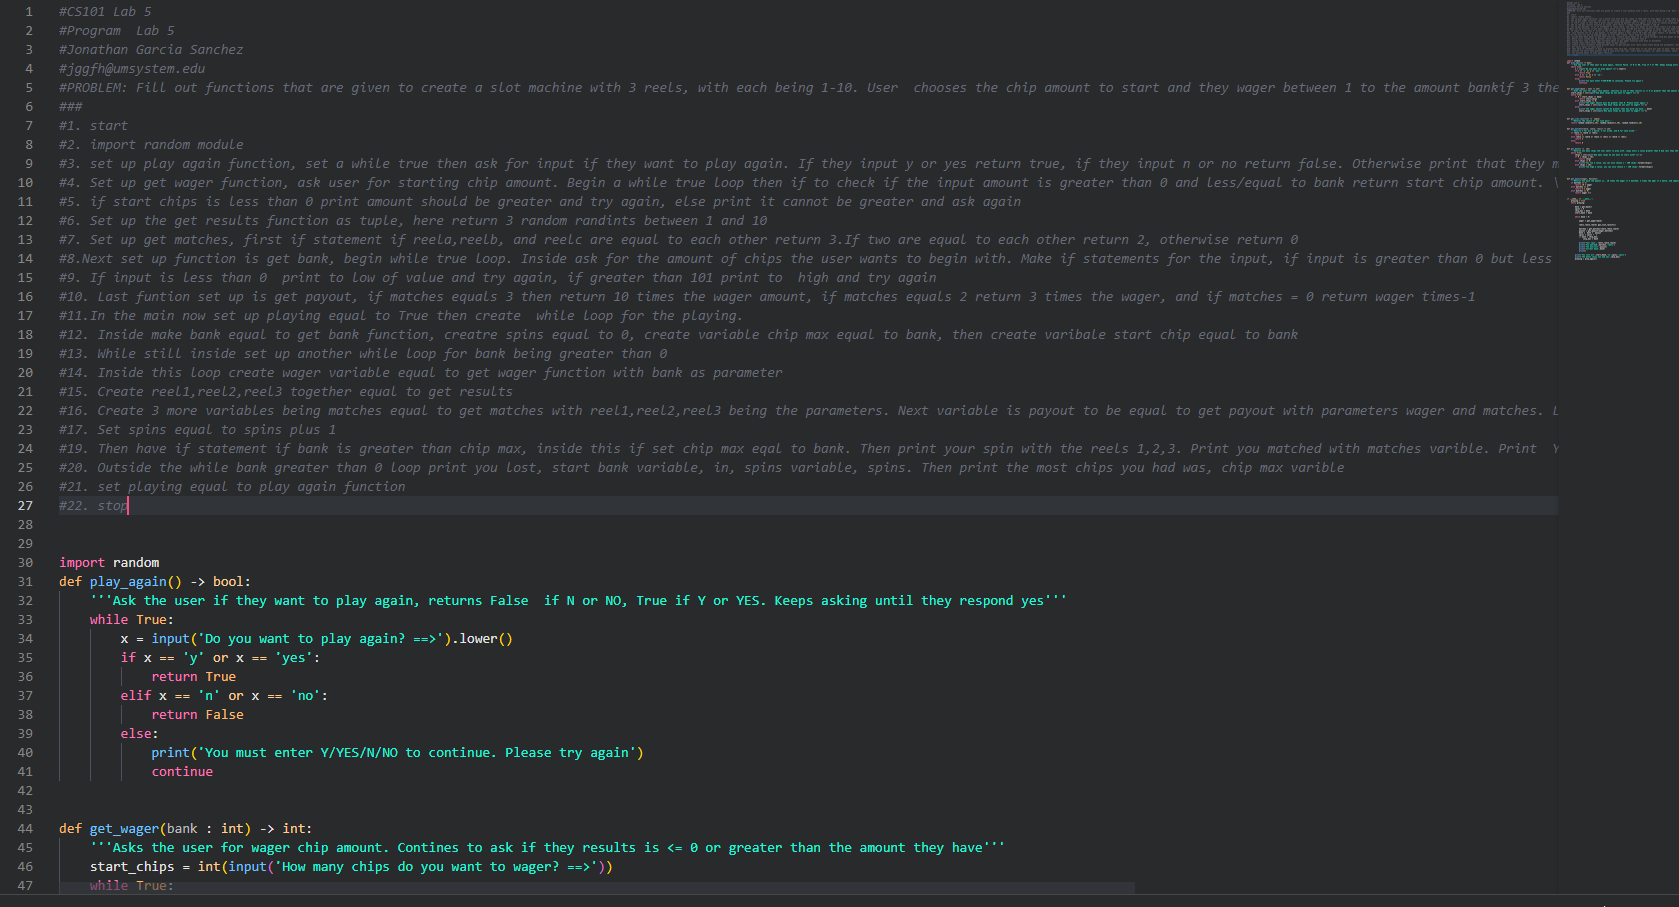 1 #CS101 Lab 5
2 #Program  Lab 5
3 #Jonathan Garcia Sanchez
4 #jggfh@umsystem.edu
5 #PROBLEM: Fill out functions that are given to create a slot machine with 3 reels, with each being 1-10. User  chooses the chip amount to start and they wager between 1 to the amount bankif 3 the
6 ###
7 #1. start
8 #2. import random module
9 #3. set up play again function, set a while true then ask for input if they want to play again. If they input y or yes return true, if they input n or no return false. Otherwise print that they m
10 #4. Set up get wager function, ask user for starting chip amount. Begin a while true loop then if to check if the input amount is greater than 0 and less/equal to bank return start chip amount.
11 #5. if start chips is less than 0 print amount should be greater and try again, else print it cannot be greater and ask again
12 #6. Set up the get results function as tuple, here return 3 random randints between 1 and 10
13 #7. Set up get matches, first if statement if reela,reelb, and reelc are equal to each other return 3.If two are equal to each other return 2, otherwise return 0
14 #8.Next set up function is get bank, begin while true loop. Inside ask for the amount of chips the user wants to begin with. Make if statements for the input, if input is greater than 0 but less
15 #9. If input is less than 0  print to low of value and try again, if greater than 101 print to  high and try again
16 #10. Last funtion set up is get payout, if matches equals 3 then return 10 times the wager amount, if matches equals 2 return 3 times the wager, and if matches = 0 return wager times-1
17 #11.In the main now set up playing equal to True then create  while loop for the playing.
18 #12. Inside make bank equal to get bank function, creatre spins equal to 0, create variable chip max equal to bank, then create varibale start chip equal to bank
19 #13. While still inside set up another while loop for bank being greater than 0
20 #14. Inside this loop create wager variable equal to get wager function with bank as parameter
21 #15. Create reel1,reel2,reel3 together equal to get results
22 #16. Create 3 more variables being matches equal to get matches with reel1,reel2,reel3 being the parameters. Next variable is payout to be equal to get payout with parameters wager and matches. L
23 #17. Set spins equal to spins plus 1
24 #19. Then have if statement if bank is greater than chip max, inside this if set chip max eqal to bank. Then print your spin with the reels 1,2,3. Print you matched with matches varible. Print  Y
25 #20. Outside the while bank greater than 0 loop print you lost, start bank variable, in, spins variable, spins. Then print the most chips you had was, chip max varible
26 #21. set playing equal to play again function
27 #22. stop
28
29
30 import random
31 def play_again() -> bool:
32     '''Ask the user if they want to play again, returns False  if N or NO, True if Y or YES. Keeps asking until they respond yes'''
33     while True:
34         x = input('Do you want to play again? ==>').lower()
35         if x == 'y' or x == 'yes':
36             return True
37         elif x == 'n' or x == 'no':
38             return False
39         else:
40             print('You must enter Y/YES/N/NO to continue. Please try again')
41             continue
42
43
44 def get_wager(bank : int) -> int:
45     '''Asks the user for wager chip amount. Contines to ask if they results is <= 0 or greater than the amount they have'''
46     start_chips = int(input('How many chips do you want to wager? ==>'))
47     while True: